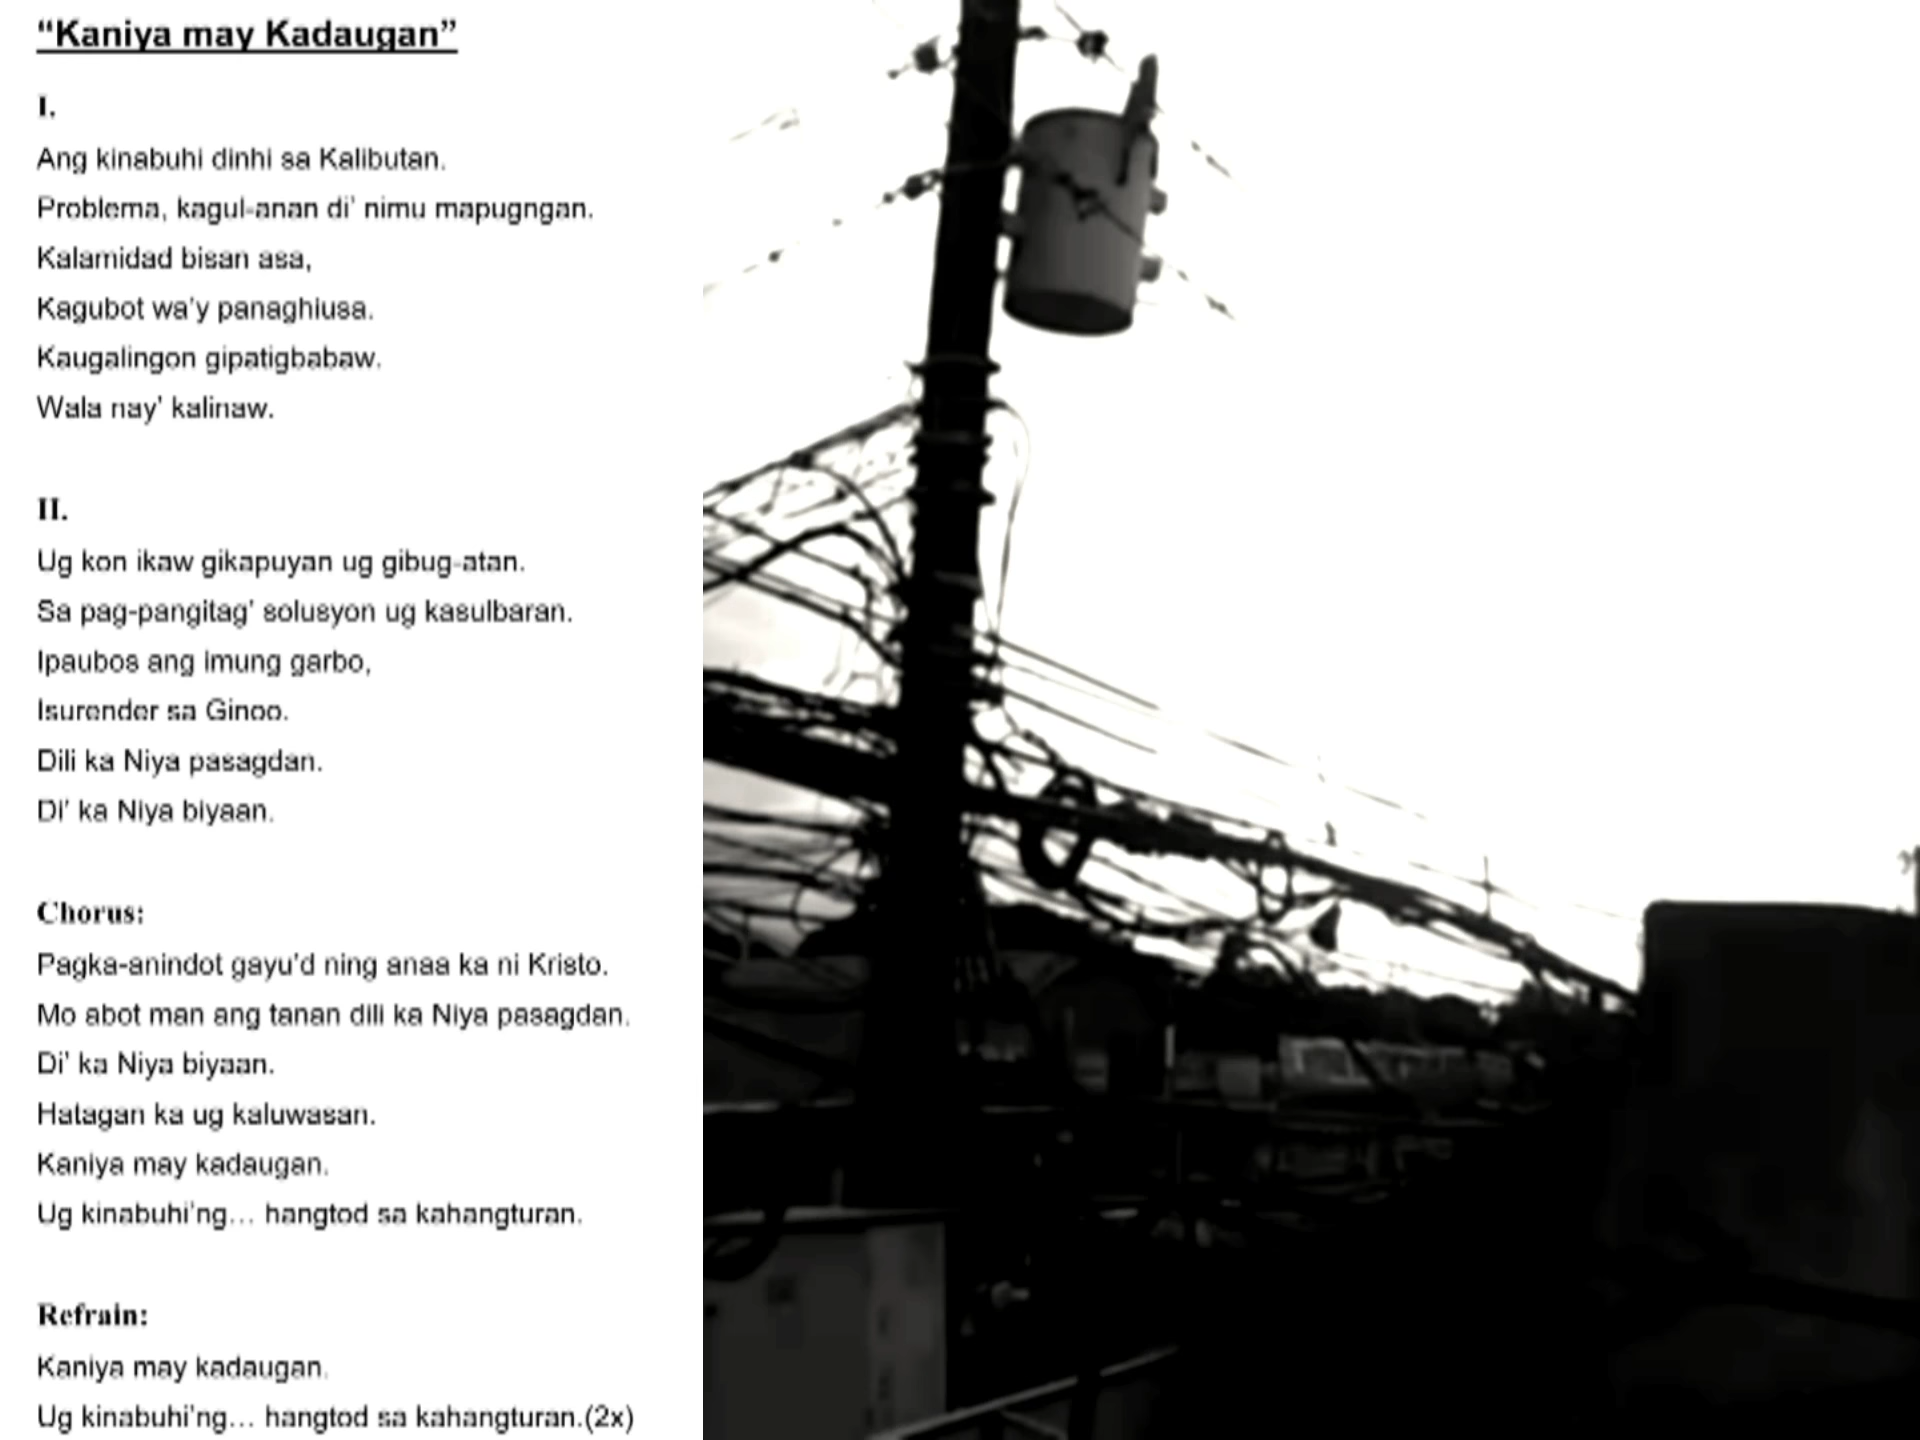 “Kaniya may Kadaugan”
I.
Ang kinabuhi dinhi sa Kalibutan.
Problema, kagul-anan di’ nimu mapugngan.
Kalamidad bisan asa,
Kagubot wa’y panaghiusa.
Kaugalingon gipatigbabaw.
Wala nay’ kalinaw.
II.
Ug kon ikaw gikapuyan ug gibug-atan.
Sa pag-pangitag’ solusyon ug kasulbaran.
Ipaubos ang imung garbo,
Isurender sa Ginoo.
Dili ka Niya pasagdan.
Di’ ka Niya biyaan.
Chorus:
Pagka-anindot gayu’d ning anaa ka ni Kristo.
Mo abot man ang tanan dili ka Niya pasagdan.
Di’ ka Niya biyaan.
Hatagan ka ug kaluwasan.
Kaniya may kadaugan.
Ug kinabuhi’ng... hangtod sa kahangturan.
Refrain:
Kaniya may kadaugan.
Ug kinabuhi’ng... hangtod sa kahangturan.(2x)